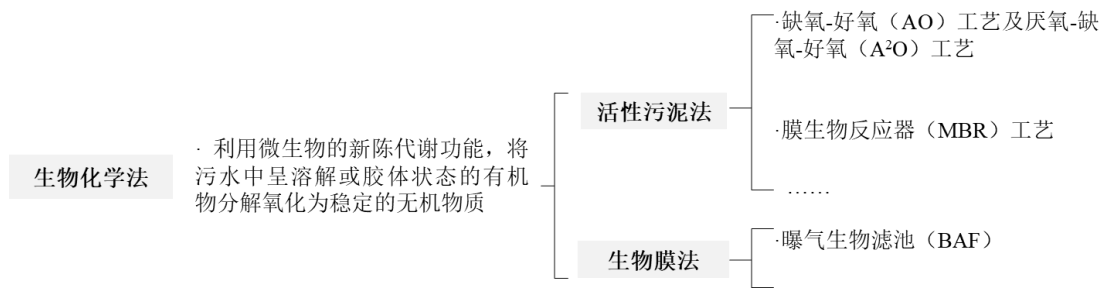 生物化学法
· 利用微生物的新陈代谢功能，将
污水中呈溶解或胶体状态的有机
物分解氧化为稳定的无机物质
活性污泥法
·缺氧-好氧（AO）工艺及厌氧-缺
氧-好氧（A²O）工艺
·膜生物反应器（MBR）工艺
……
生物膜法
·曝气生物滤池（BAF）